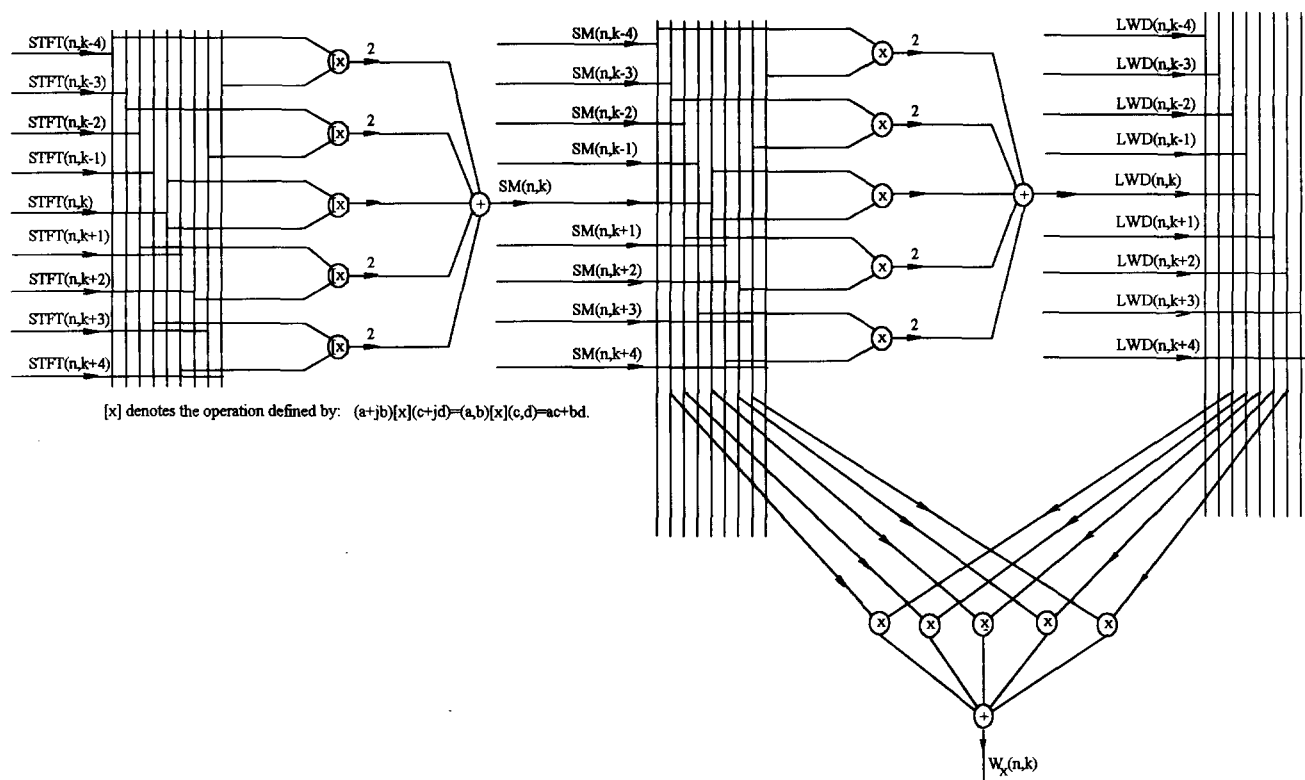 STFT(n,k-4)
STFT(n,k-3)
STFT(n,k-2)
STFT(n,k-1)
STFT(n,k)
STFT(n,k+1)
STFT(n,k+2)
STFT(n,k+3)
STFT(n,k+4)
[x] 2
[x] 2
[x]
[x] 2
[x] 2
+
SM(n,k)
SM(n,k-4)
SM(n,k-3)
SM(n,k-2)
SM(n,k-1)
SM(n,k+1)
SM(n,k+2)
SM(n,k+3)
SM(n,k+4)
x 2
x 2
x
x 2
x 2
+
LWD(n,k-4)
LWD(n,k-3)
LWD(n,k-2)
LWD(n,k-1)
LWD(n,k)
LWD(n,k+1)
LWD(n,k+2)
LWD(n,k+3)
LWD(n,k+4)
[x] denotes the operation defined by: (a+jb)[x](c+jd)=(a,b)[x](c,d)=ac+bd.
x x x x x
+
W_x(n,k)